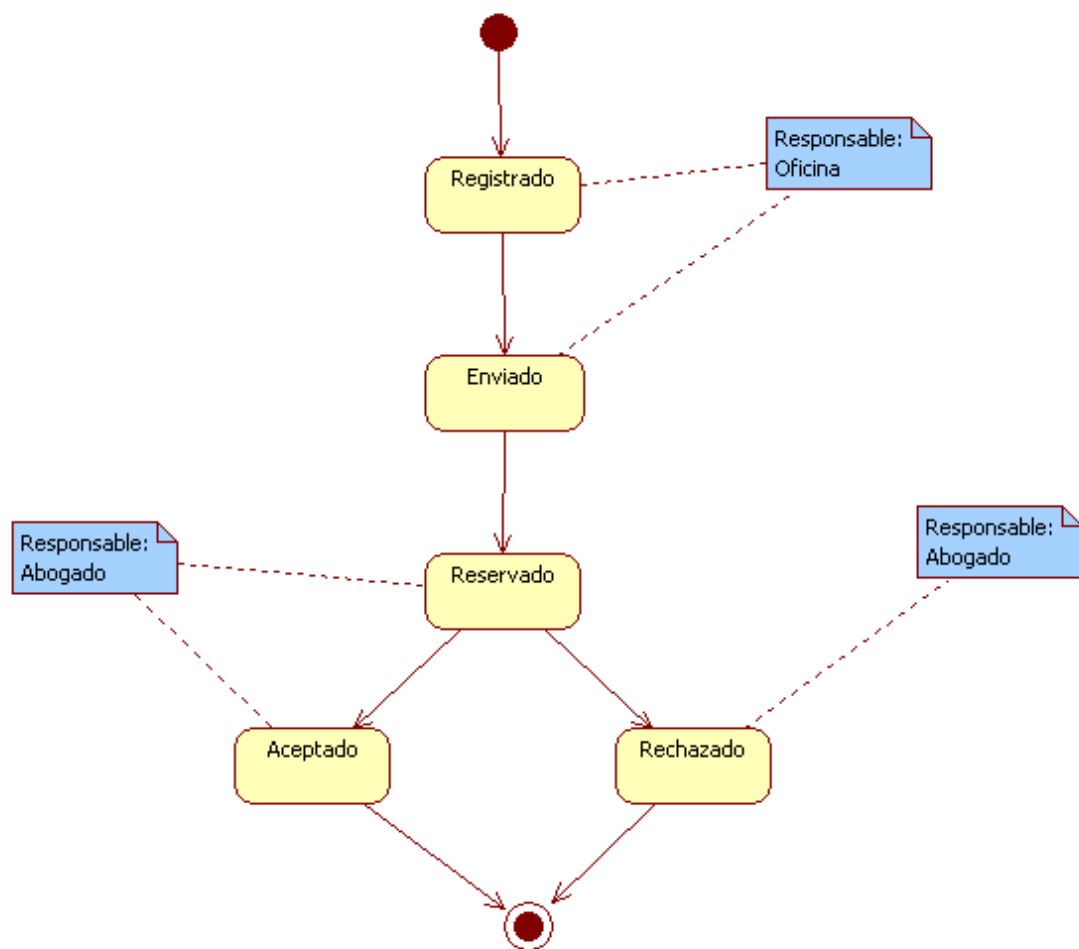 Responsable:
Oficina
Registrado
Enviado
Responsable:
Abogado
Responsable:
Abogado
Reservado
Aceptado
Rechazado